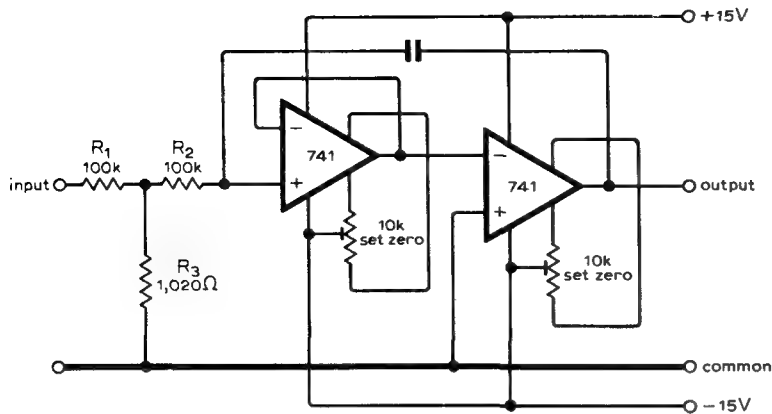 +15V
R1
100k
R2
100k
−
741
+
−
741
+
input
output
10k
set zero
10k
set zero
R3
1,020Ω
common
−15V